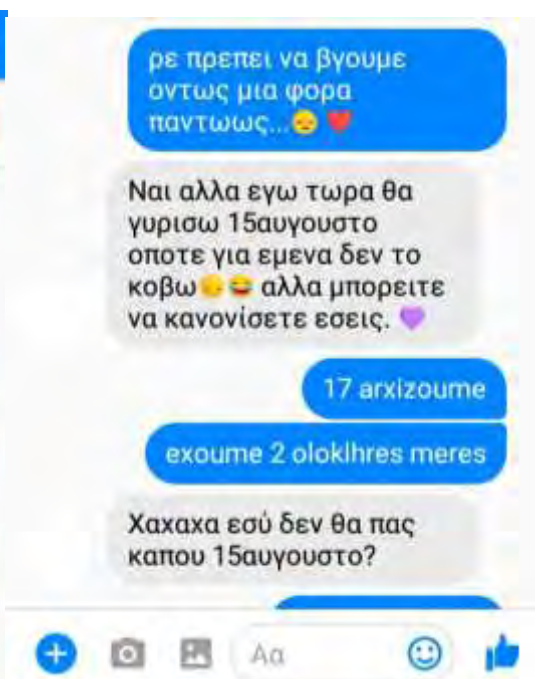 ρε πρεπει να βγουμε
οντως μια φορα
παντωως...😞 ❤️
Ναι αλλα εγω τωρα θα
γυρισω 15αυγουστο
οποτε για εμενα δεν το
κοβω😞😂 αλλα μπορειτε
να κανονίσετε εσεις. 💜
17 arxizoume
exoume 2 oloklhres meres
Χαχαχα εσύ δεν θα πας
καπου 15αυγουστο?
Aα